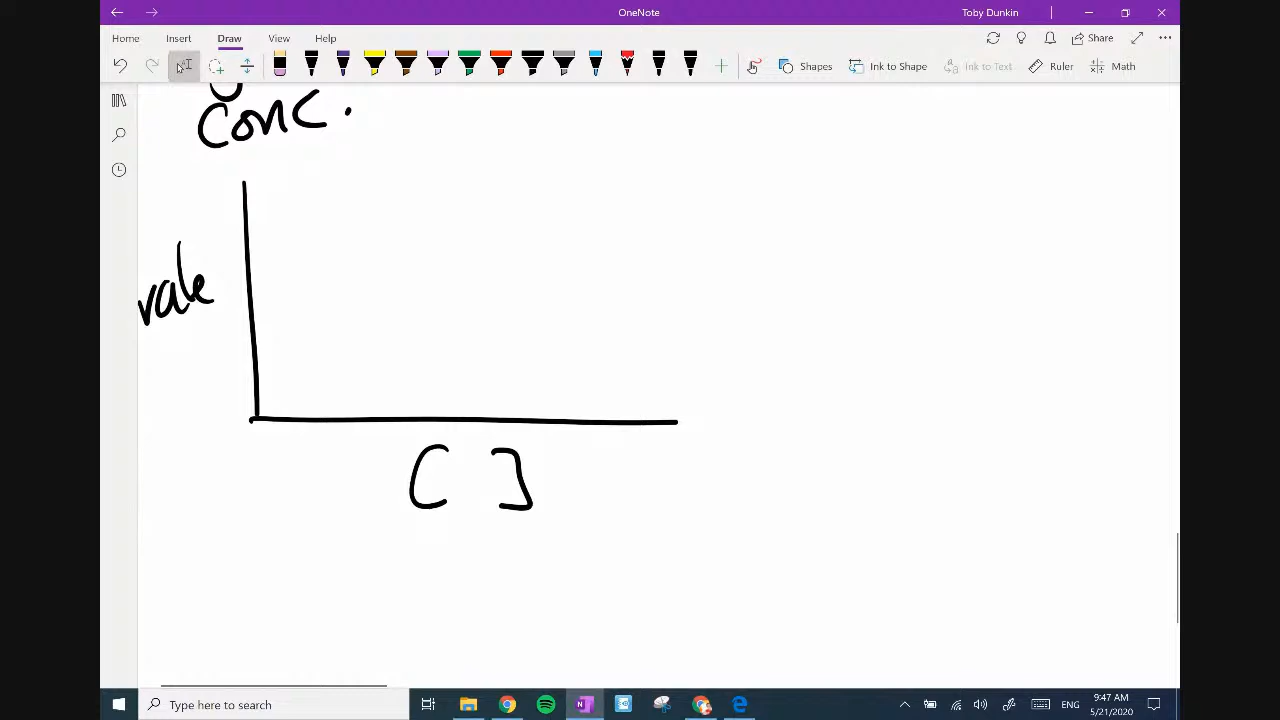 OneNote
Toby Dunkin
Home Insert Draw View Help
Share
Shapes Ink to Shape Ink to Text Ruler Math
conc.
rate
[ ]
Type here to search
ENG
9:47 AM
5/21/2020